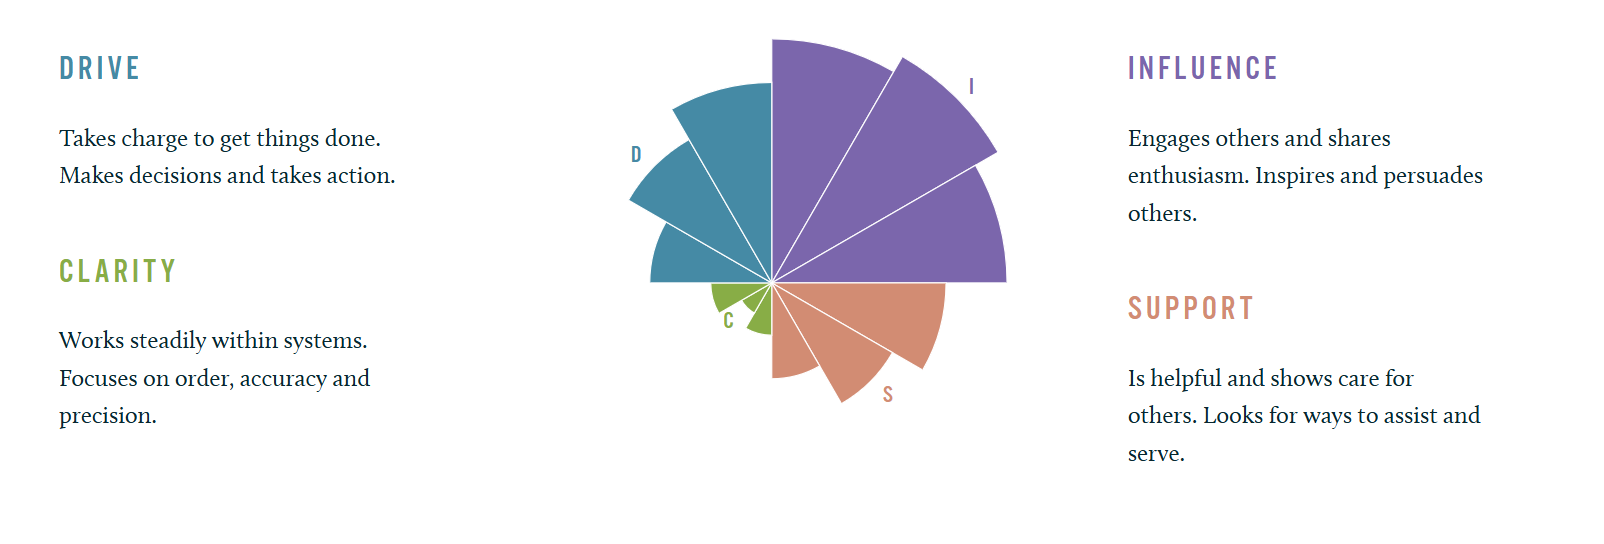 DRIVE
Takes charge to get things done.
Makes decisions and takes action.
CLARITY
Works steadily within systems.
Focuses on order, accuracy and
precision.
D
I
C
S
INFLUENCE
Engages others and shares
enthusiasm. Inspires and persuades
others.
SUPPORT
Is helpful and shows care for
others. Looks for ways to assist and
serve.